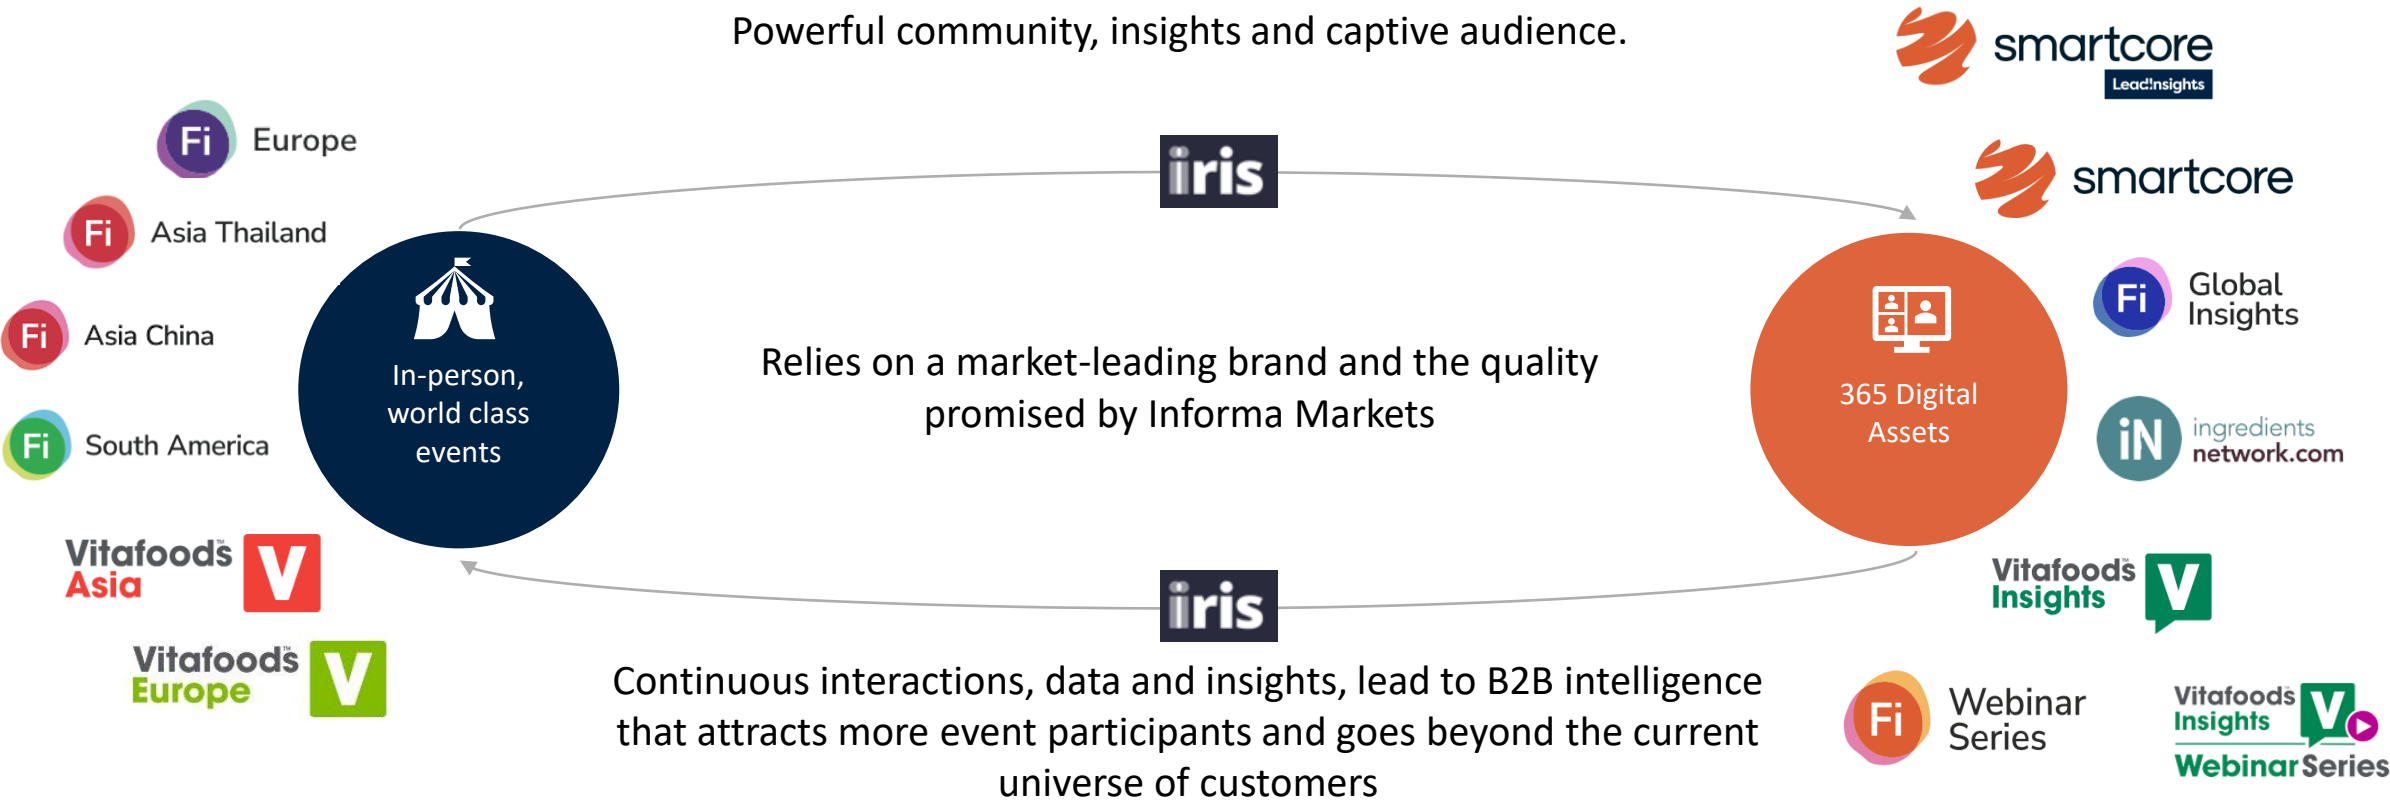 Powerful community, insights and captive audience.
smartcore
Lead!nsights
Fi Europe
iris
smartcore
Fi Asia Thailand
Fi Global
Insights
Fi Asia China
In-person,
world class
events
Relies on a market-leading brand and the quality
promised by Informa Markets
365 Digital
Assets
Fi South America
iN ingredients
network.com
Vitafoods™
Asia V
iris
Vitafoods™
Insights V
Vitafoods™
Europe V
Continuous interactions, data and insights, lead to B2B intelligence
that attracts more event participants and goes beyond the current
universe of customers
Fi Webinar
Series
Vitafoods™
Insights V
Webinar Series